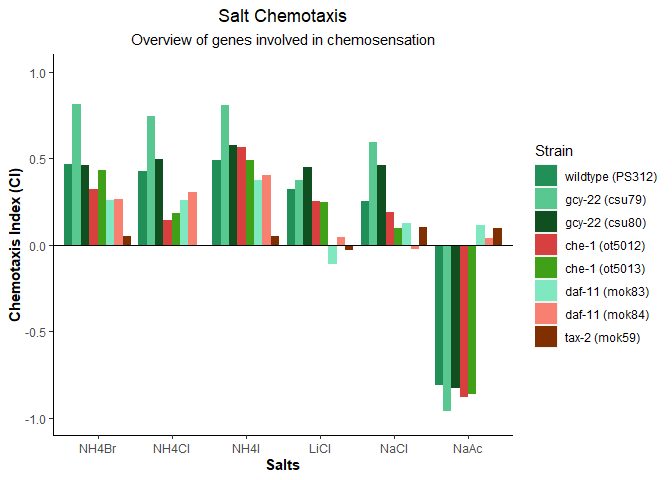 Salt Chemotaxis
Overview of genes involved in chemosensation
Chemotaxis Index (CI)
1.0
0.5
0.0
-0.5
-1.0
NH4Br NH4Cl NH4I LiCl NaCl NaAc
Salts
Strain
wildtype (PS312)
gcy-22 (csu79)
gcy-22 (csu80)
che-1 (ot5012)
che-1 (ot5013)
daf-11 (mok83)
daf-11 (mok84)
tax-2 (mok59)